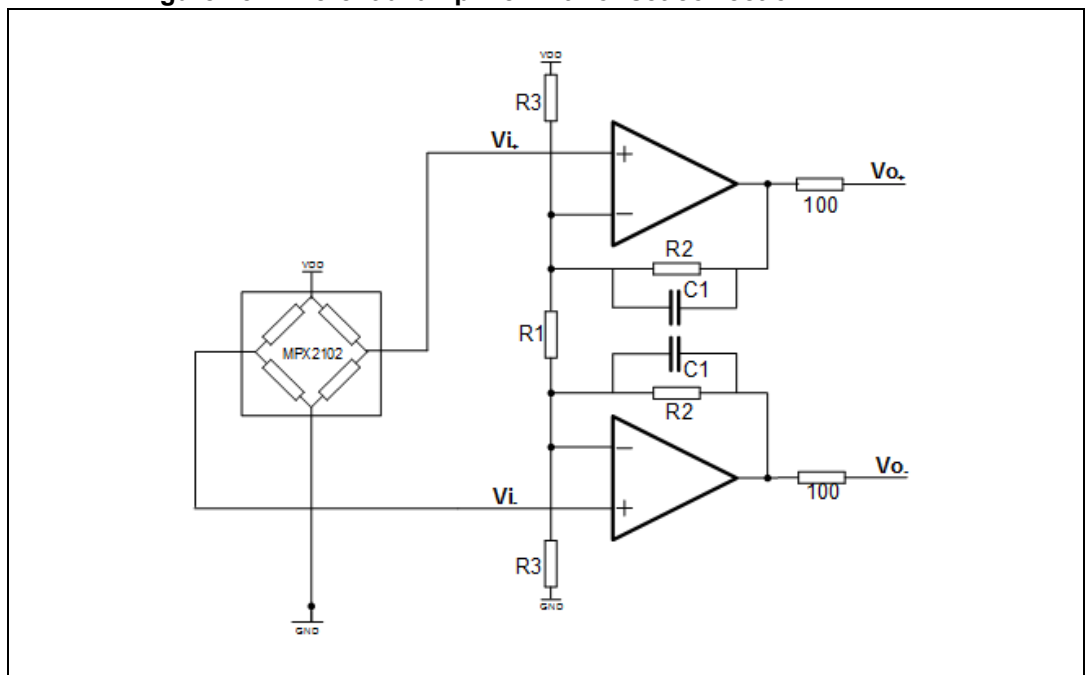 VDD
R3
Vi+
Vo+
100
R2
C1
VDD
R1
MPX2102
C1
R2
Vo-
100
Vi-
R3
GND
GND